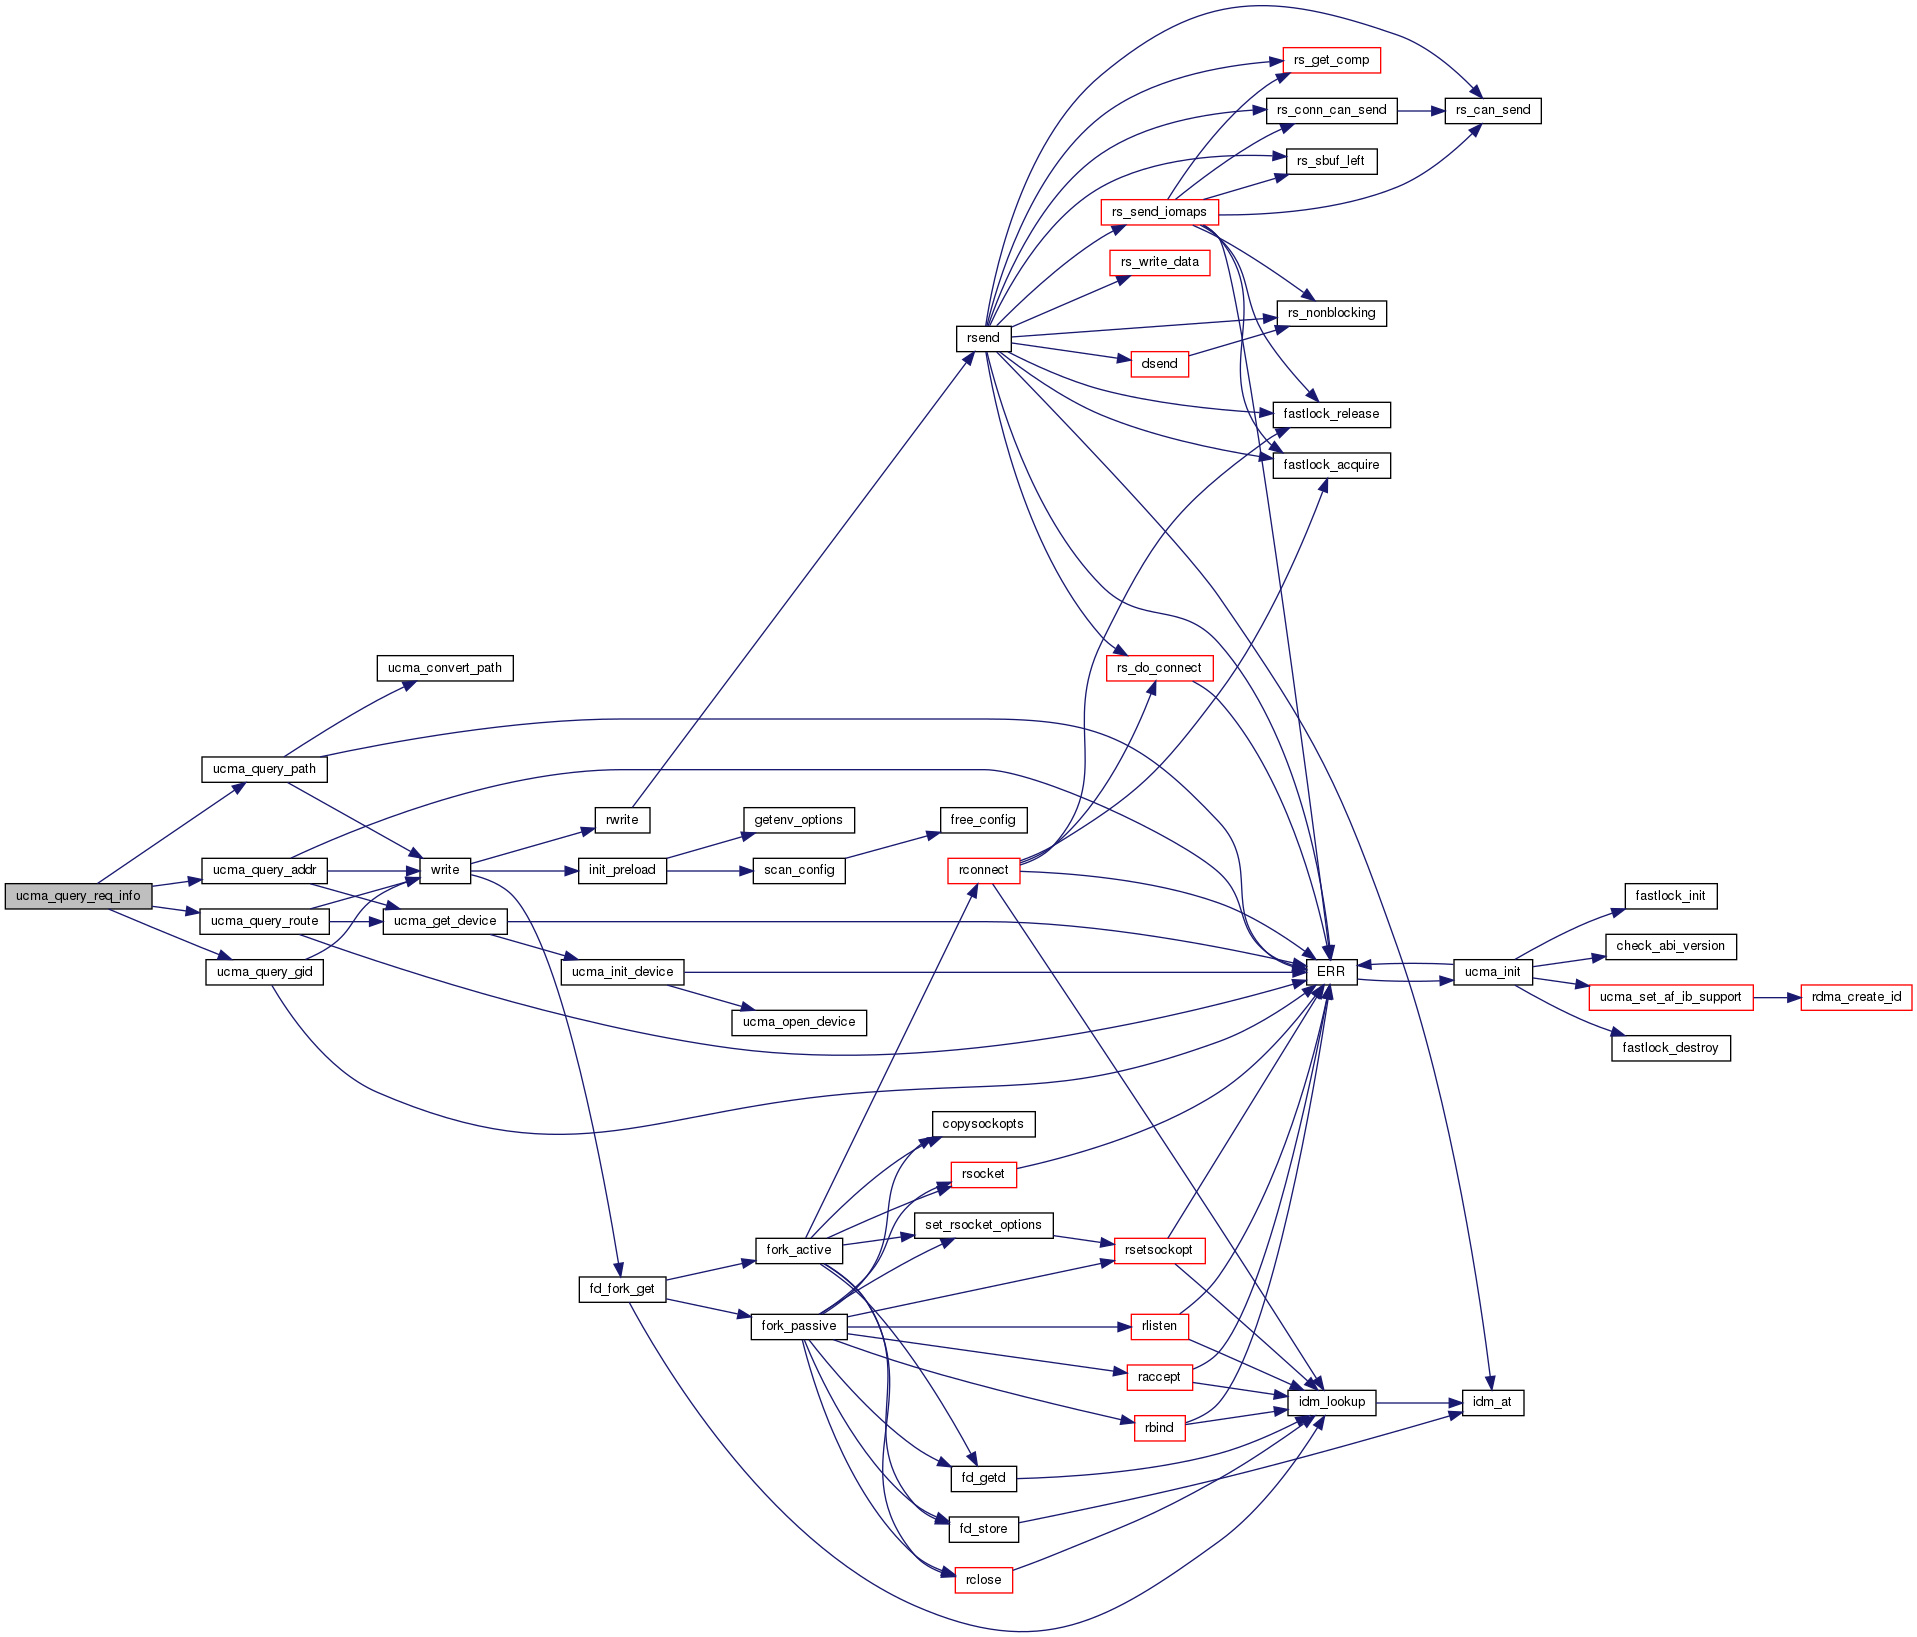 rs_get_comp
rs_conn_can_send
rs_can_send
rs_sbuf_left
rs_send_iomaps
rs_write_data
rs_nonblocking
rsend
dsend
fastlock_release
fastlock_acquire
ucma_convert_path
rs_do_connect
ucma_query_path
rwrite
getenv_options
free_config
ucma_query_addr
write
init_preload
scan_config
rconnect
ucma_query_req_info
fastlock_init
ucma_query_route
ucma_get_device
check_abi_version
ucma_query_gid
ucma_init_device
ERR
ucma_init
ucma_set_af_ib_support
rdma_create_id
ucma_open_device
fastlock_destroy
copysockopts
rsocket
set_rsocket_options
fork_active
rsetsockopt
fd_fork_get
fork_passive
rlisten
raccept
idm_lookup
idm_at
rbind
fd_getd
fd_store
rclose